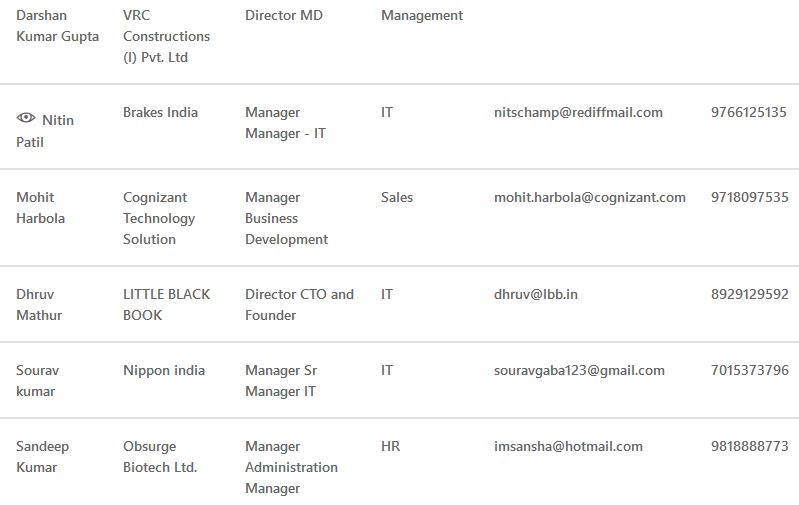 Darshan VRC Director MD Management
Kumar Gupta Constructions
(I) Pvt. Ltd
Nitin Brakes India Manager IT nitschamp@rediffmail.com 9766125135
Patil Manager - IT
Mohit Cognizant Manager Sales mohit.harbola@cognizant.com 9718097535
Harbola Technology Business
Solution Development
Dhruv LITTLE BLACK Director CTO and IT dhruv@lbb.in 8929129592
Mathur BOOK Founder
Sourav Nippon india Manager Sr IT souravgaba123@gmail.com 7015373796
kumar Manager IT
Sandeep Obsurge Manager HR imsansha@hotmail.com 9818888773
Kumar Biotech Ltd. Administration
Manager